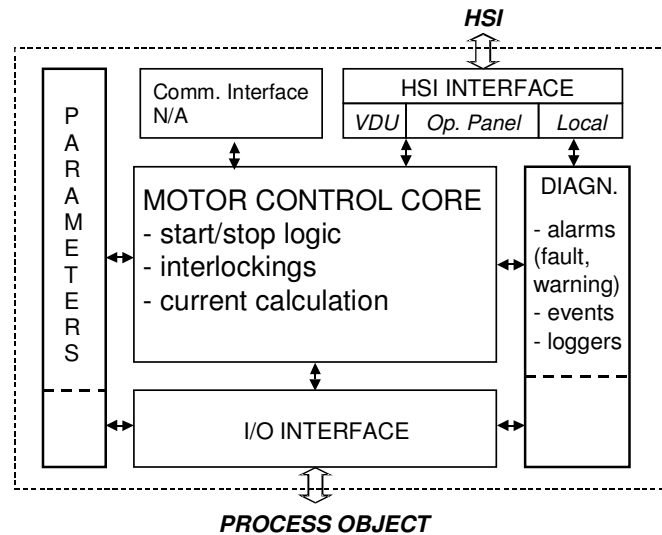 HSI
HSI INTERFACE
VDU Op. Panel Local
Comm. Interface
N/A
PARAMETERS
MOTOR CONTROL CORE
- start/stop logic
- interlockings
- current calculation
DIAGN.
- alarms
(fault,
warning)
- events
- loggers
I/O INTERFACE
PROCESS OBJECT